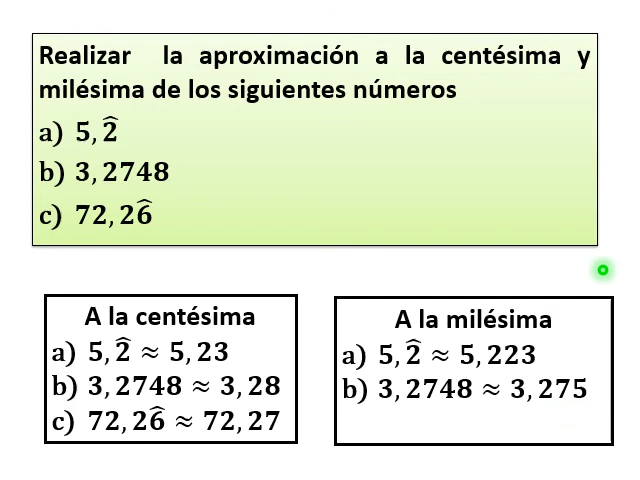 Realizar la aproximación a la centésima y
milésima de los siguientes números
a) 5,2̂
b) 3,2748
c) 72,26̂
A la centésima
a) 5,2̂ ≈ 5,23
b) 3,2748 ≈ 3,28
c) 72,26̂ ≈ 72,27
A la milésima
a) 5,2̂ ≈ 5,223
b) 3,2748 ≈ 3,275